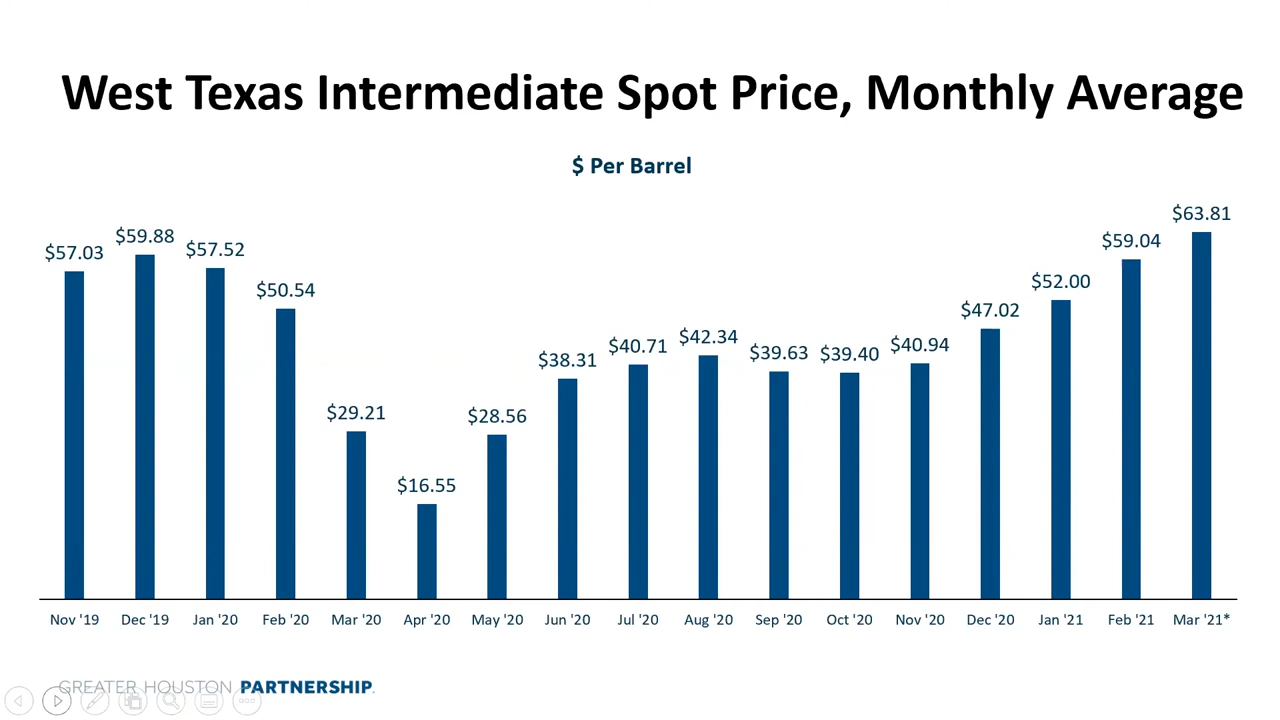 West Texas Intermediate Spot Price, Monthly Average
$ Per Barrel
$57.03 $59.88 $57.52 $50.54 $29.21 $16.55 $28.56 $38.31 $40.71 $42.34 $39.63 $39.40 $40.94 $47.02 $52.00 $59.04 $63.81
Nov '19 Dec '19 Jan '20 Feb '20 Mar '20 Apr '20 May '20 Jun '20 Jul '20 Aug '20 Sep '20 Oct '20 Nov '20 Dec '20 Jan '21 Feb '21 Mar '21*
GREATER HOUSTON PARTNERSHIP.